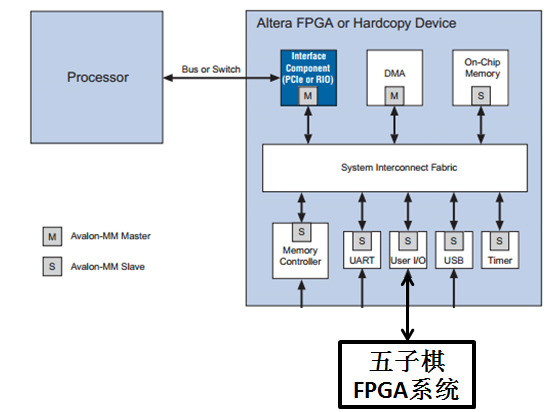 Altera FPGA or Hardcopy Device
Processor
Bus or Switch
Interface
Component
(PCIe or RIO)
M
DMA
M
On-Chip
Memory
S
System Interconnect Fabric
S
Memory
Controller
S
UART
S
User I/O
S
USB
S
Timer
M Avalon-MM Master
S Avalon-MM Slave
五子棋
FPGA系统